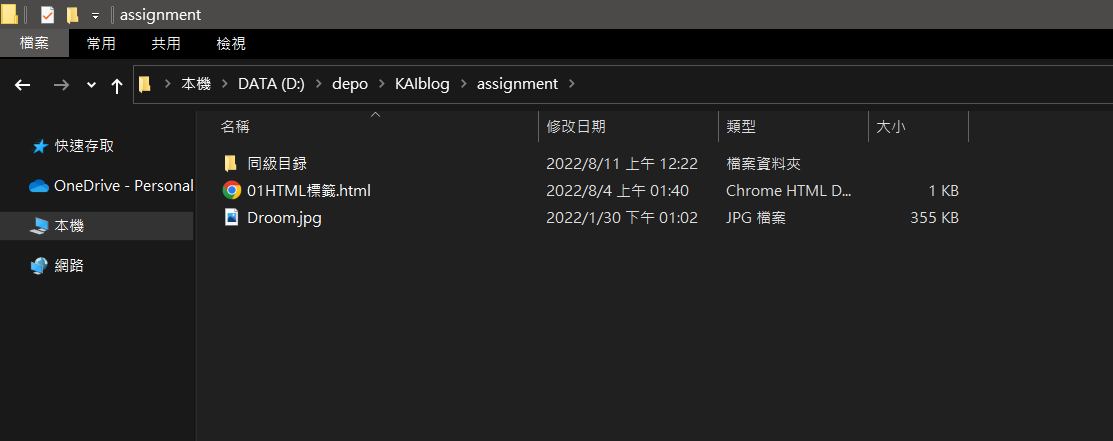 assignment
檔案 常用 共用 檢視
本機 DATA (D:) depo KAIblog assignment
名稱 修改日期 類型 大小
快速存取
OneDrive - Personal
本機
網路
同級目録 2022/8/11 上午 12:22 檔案資料夾
01HTML標籤.html 2022/8/4 上午 01:40 Chrome HTML D... 1 KB
Droom.jpg 2022/1/30 下午 01:02 JPG 檔案 355 KB